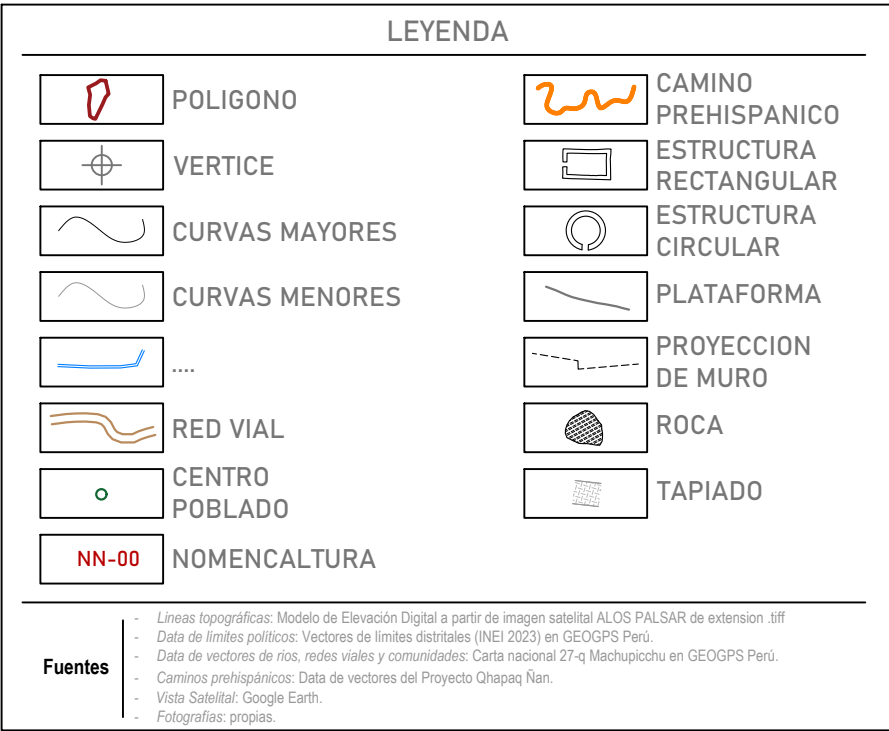 LEYENDA
POLIGONO
VERTICE
CURVAS MAYORES
CURVAS MENORES
....
RED VIAL
CENTRO
POBLADO
NN-00 NOMENCALTURA
CAMINO
PREHISPANICO
ESTRUCTURA
RECTANGULAR
ESTRUCTURA
CIRCULAR
PLATAFORMA
PROYECCION
DE MURO
ROCA
TAPIADO
Fuentes
- Lineas topográficas: Modelo de Elevación Digital a partir de imagen satelital ALOS PALSAR de extension .tiff
- Data de límites políticos: Vectores de límites distritales (INEI 2023) en GEOGPS Perú.
- Data de vectores de rios, redes viales y comunidades: Carta nacional 27-q Machupicchu en GEOGPS Perú.
- Caminos prehispánicos: Data de vectores del Proyecto Qhapaq Ñan.
- Vista Satelital: Google Earth.
- Fotografías: propias.